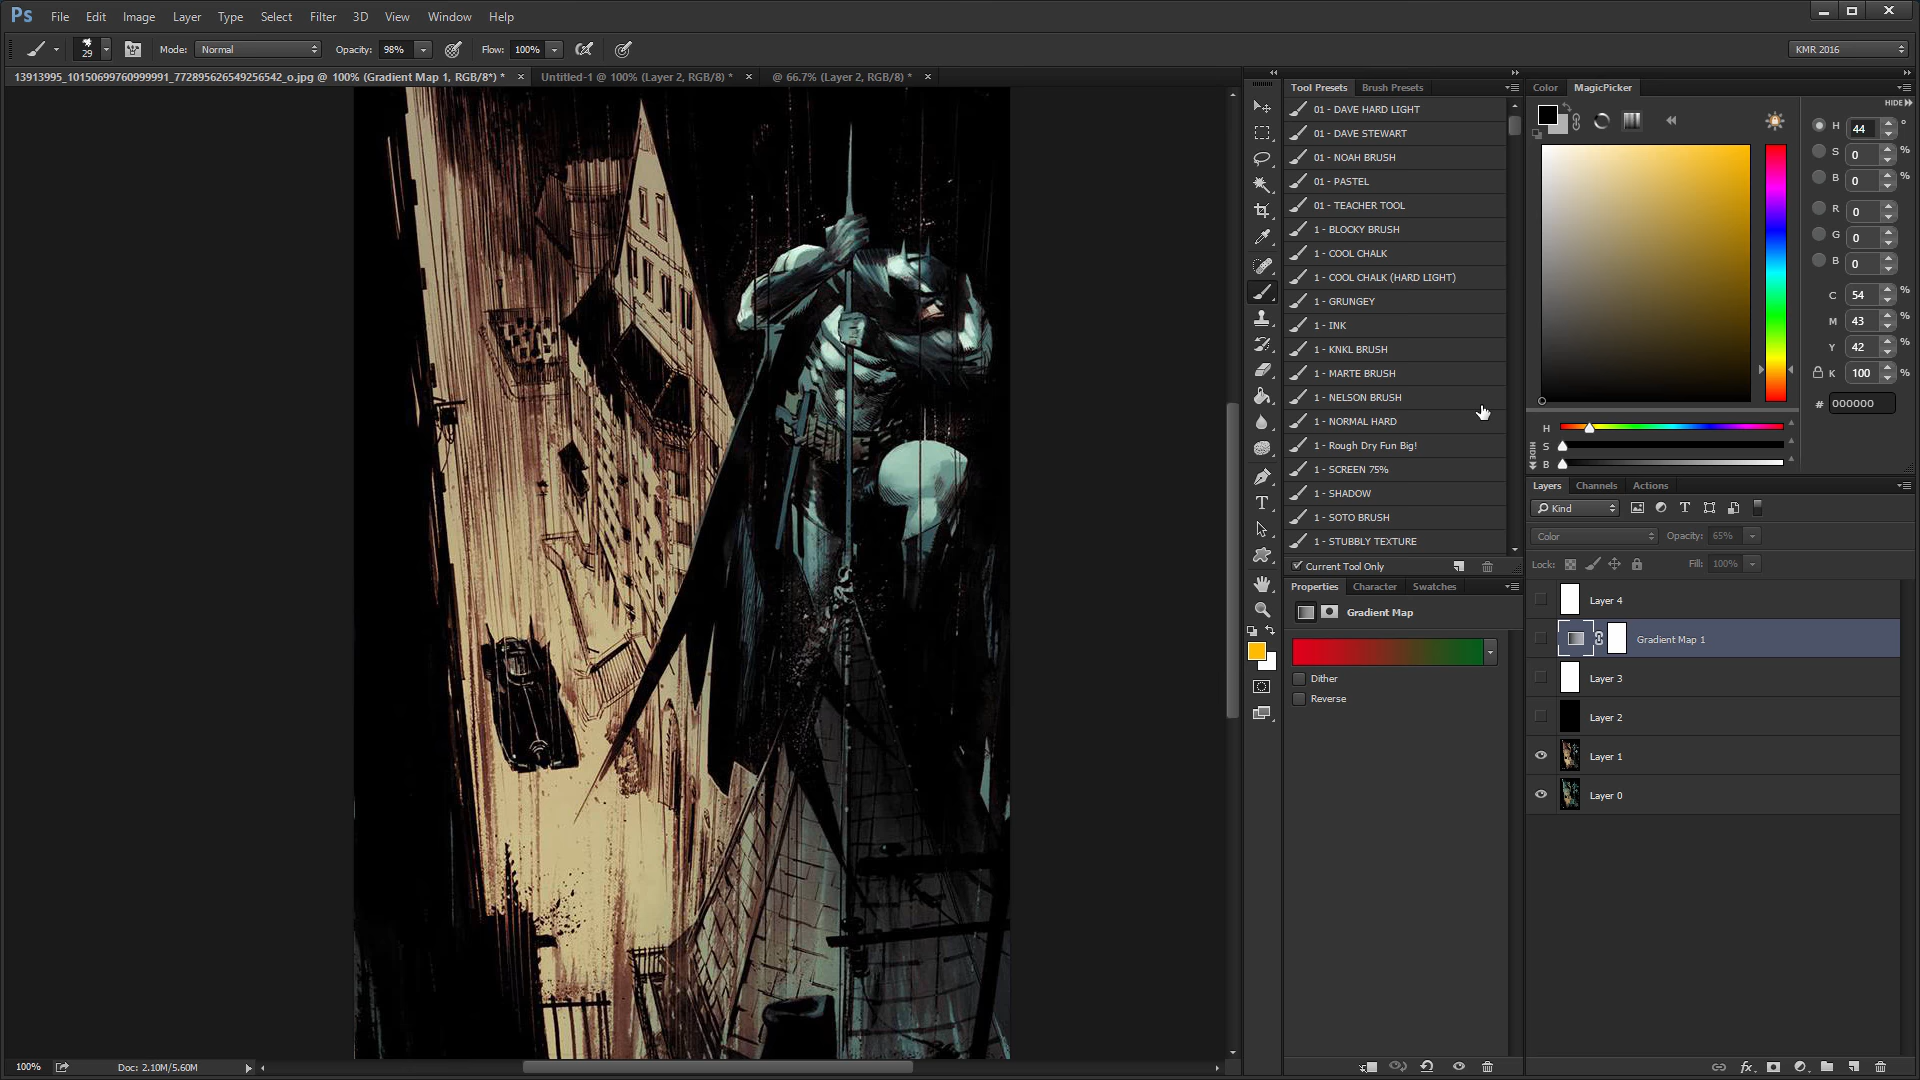 Ps File Edit Image Layer Type Select Filter 3D View Window Help
29 Mode: Normal Opacity: 98% Flow: 100% KMR 2016
13913995_10150699760999991_772895626549256542_o.jpg @ 100% (Gradient Map 1, RGB/8*) * × Untitled-1 @ 100% (Layer 2, RGB/8) * × @ 66.7% (Layer 2, RGB/8) * ×
Tool Presets Brush Presets
01 - DAVE HARD LIGHT
01 - DAVE STEWART
01 - NOAH BRUSH
01 - PASTEL
01 - TEACHER TOOL
1 - BLOCKY BRUSH
1 - COOL CHALK
1 - COOL CHALK (HARD LIGHT)
1 - GRUNGEY
1 - INK
1 - KNKL BRUSH
1 - MARTE BRUSH
1 - NELSON BRUSH
1 - NORMAL HARD
1 - Rough Dry Fun Big!
1 - SCREEN 75%
1 - SHADOW
1 - SOTO BRUSH
1 - STUBBLY TEXTURE
Current Tool Only
Properties Character Swatches
Gradient Map
Dither
Reverse
Color MagicPicker
HIDE
H 44 °
S 0 %
B 0 %
R 0
G 0
B 0
C 54 %
M 43 %
Y 42 %
K 100 %
# 000000
HIDE
H
S
B
Layers Channels Actions
Kind
Color Opacity: 65%
Lock: Fill: 100%
Layer 4
Gradient Map 1
Layer 3
Layer 2
Layer 1
Layer 0
fx
100% Doc: 2.10M/5.60M